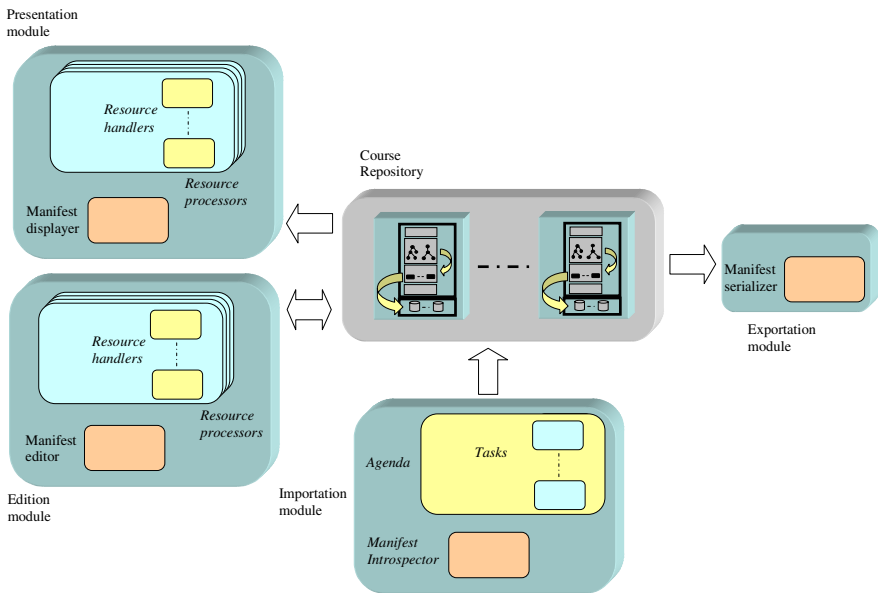 Presentation
module
Resource
handlers
Resource
processors
Manifest
displayer
Course
Repository
Manifest
serializer
Exportation
module
Resource
handlers
Resource
processors
Manifest
editor
Edition
module
Importation
module
Agenda
Tasks
Manifest
Introspector